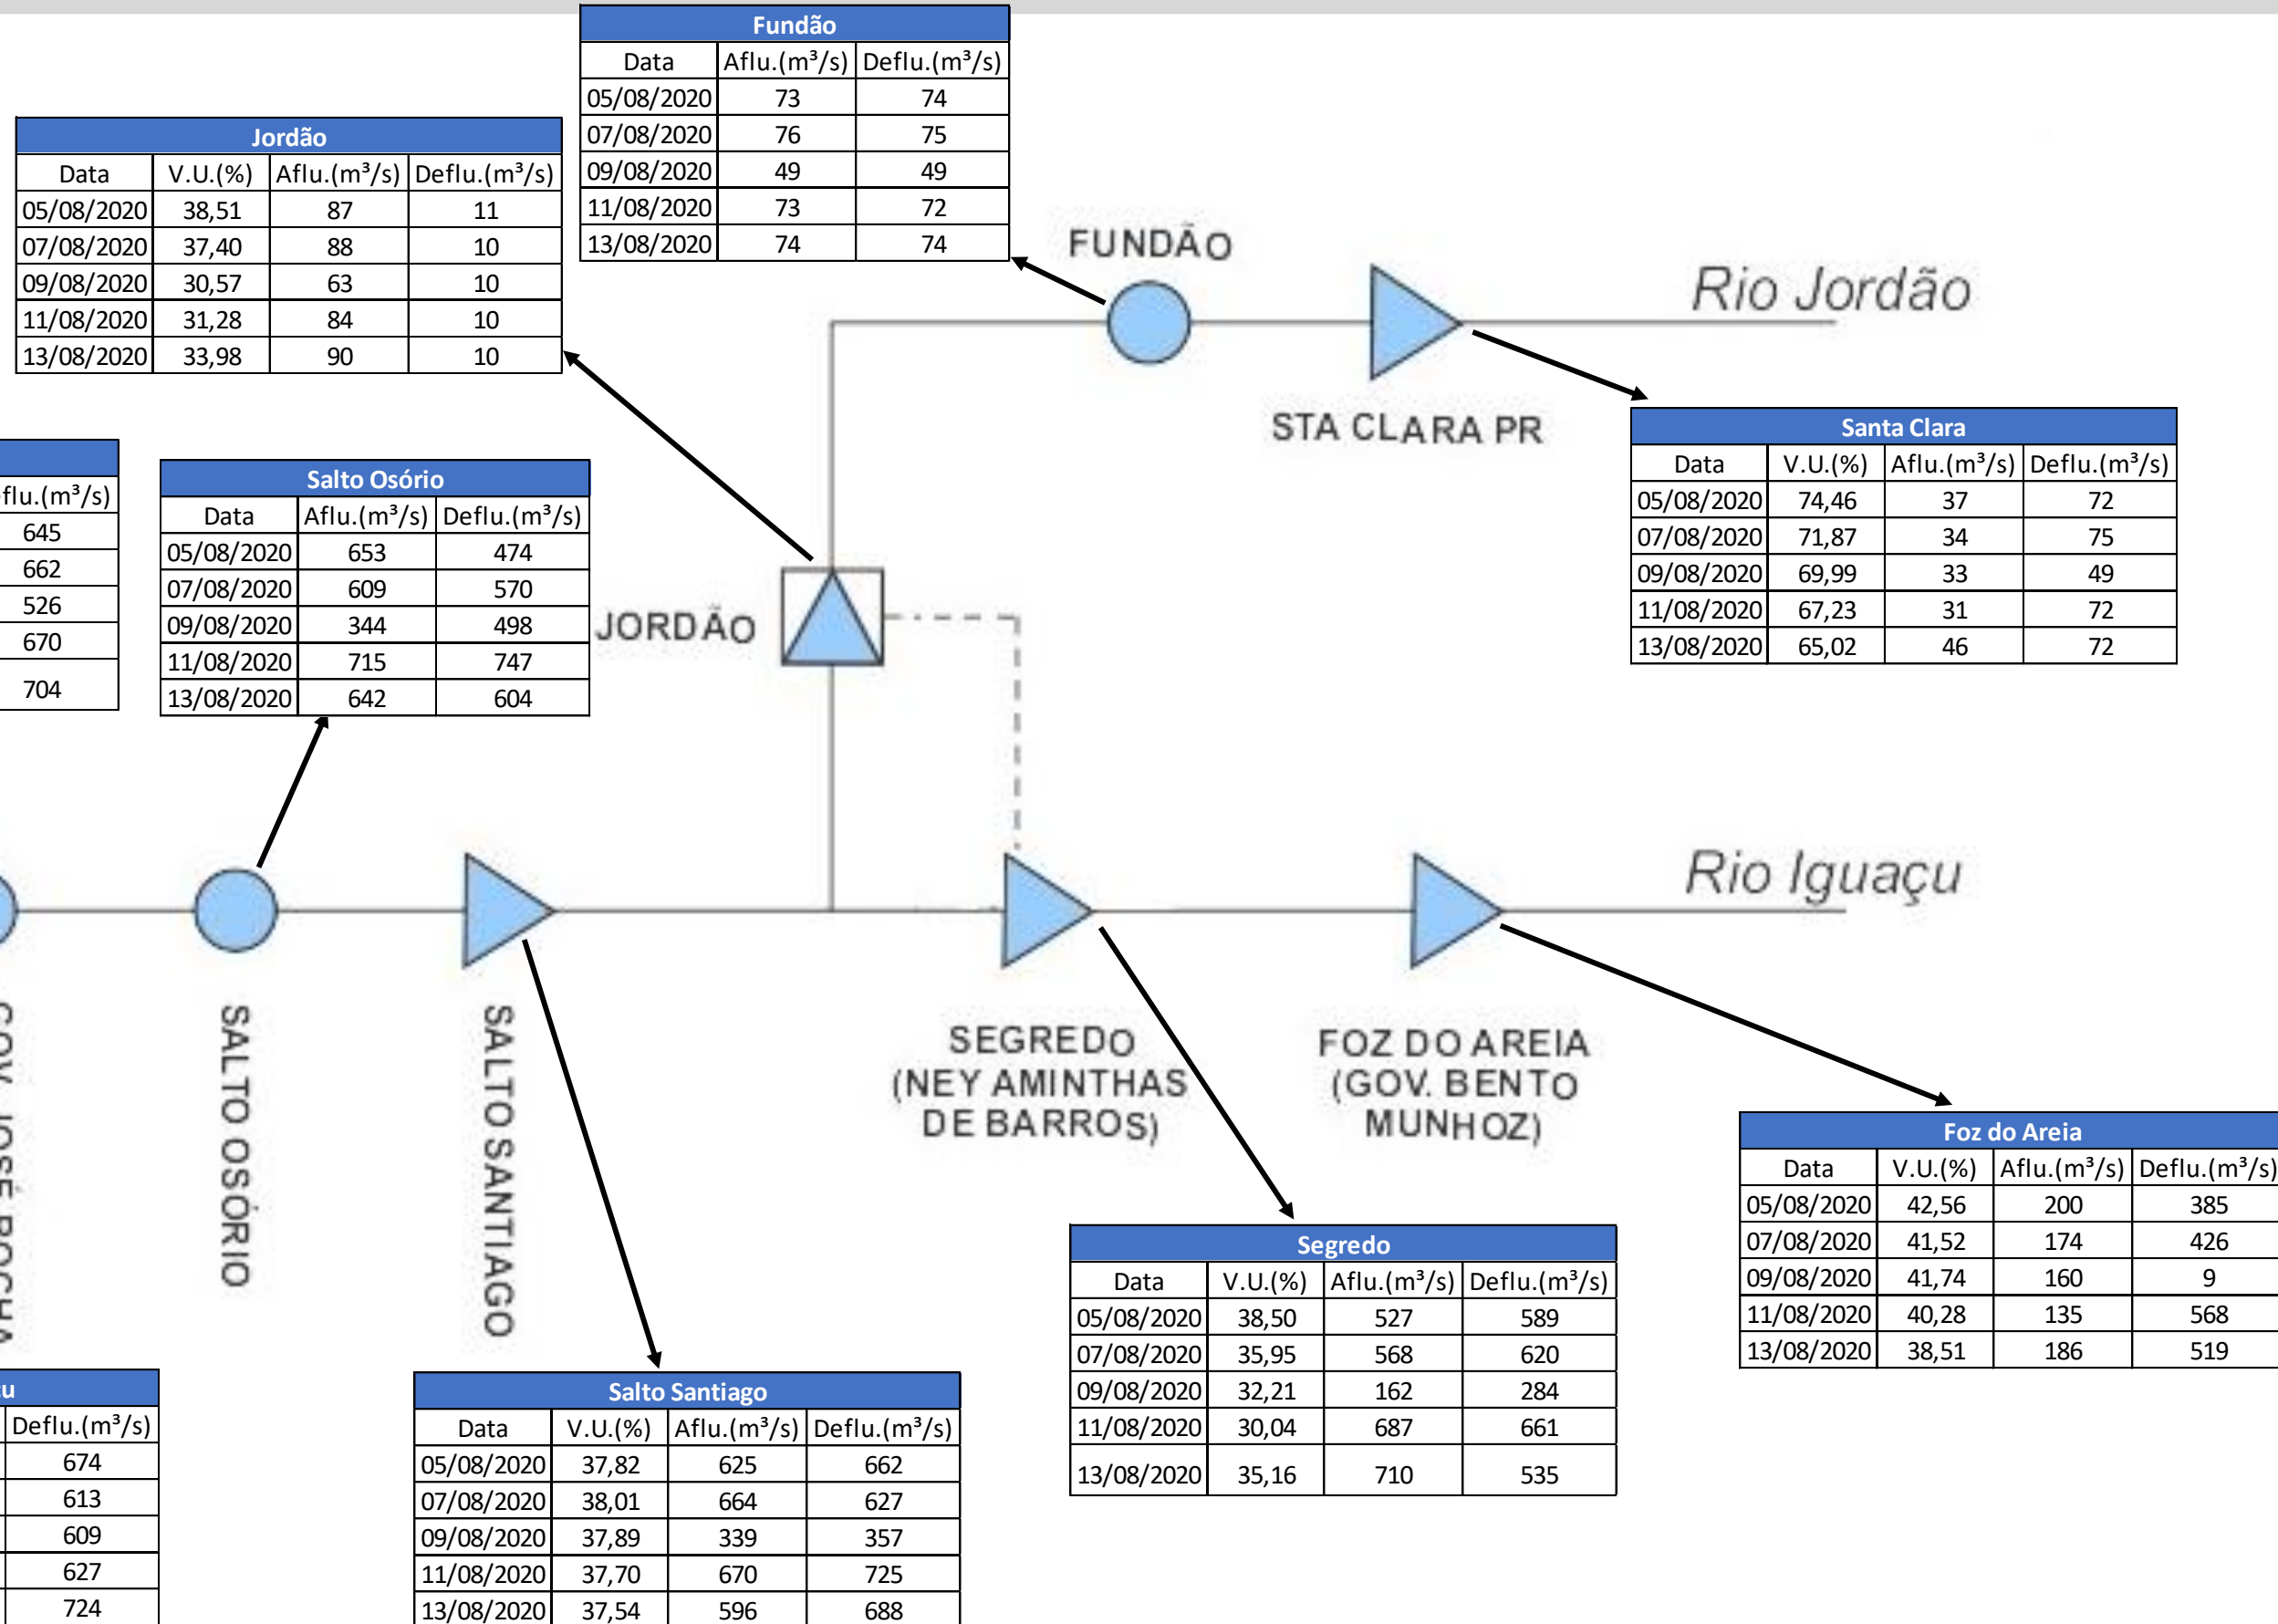 Fundão
Data Aflu.(m³/s) Deflu.(m³/s)
05/08/2020 73 74
07/08/2020 76 75
09/08/2020 49 49
11/08/2020 73 72
13/08/2020 74 74
Jordão
Data V.U.(%) Aflu.(m³/s) Deflu.(m³/s)
05/08/2020 38,51 87 11
07/08/2020 37,40 88 10
09/08/2020 30,57 63 10
11/08/2020 31,28 84 10
13/08/2020 33,98 90 10
FUNDÃO
Rio Jordão
STA CLARA PR
Santa Clara
Data V.U.(%) Aflu.(m³/s) Deflu.(m³/s)
05/08/2020 74,46 37 72
07/08/2020 71,87 34 75
09/08/2020 69,99 33 49
11/08/2020 67,23 31 72
13/08/2020 65,02 46 72
flu.(m³/s)
645
662
526
670
704
Salto Osório
Data Aflu.(m³/s) Deflu.(m³/s)
05/08/2020 653 474
07/08/2020 609 570
09/08/2020 344 498
11/08/2020 715 747
13/08/2020 642 604
JORDÃO
Rio Iguaçu
GOV. JOSÉ ROCHA
SALTO OSÓRIO
SALTO SANTIAGO
SEGREDO
(NEY AMINTHAS
DE BARROS)
FOZ DO AREIA
(GOV. BENTO
MUNHOZ)
Foz do Areia
Data V.U.(%) Aflu.(m³/s) Deflu.(m³/s)
05/08/2020 42,56 200 385
07/08/2020 41,52 174 426
09/08/2020 41,74 160 9
11/08/2020 40,28 135 568
13/08/2020 38,51 186 519
Segredo
Data V.U.(%) Aflu.(m³/s) Deflu.(m³/s)
05/08/2020 38,50 527 589
07/08/2020 35,95 568 620
09/08/2020 32,21 162 284
11/08/2020 30,04 687 661
13/08/2020 35,16 710 535
u
Deflu.(m³/s)
674
613
609
627
724
Salto Santiago
Data V.U.(%) Aflu.(m³/s) Deflu.(m³/s)
05/08/2020 37,82 625 662
07/08/2020 38,01 664 627
09/08/2020 37,89 339 357
11/08/2020 37,70 670 725
13/08/2020 37,54 596 688